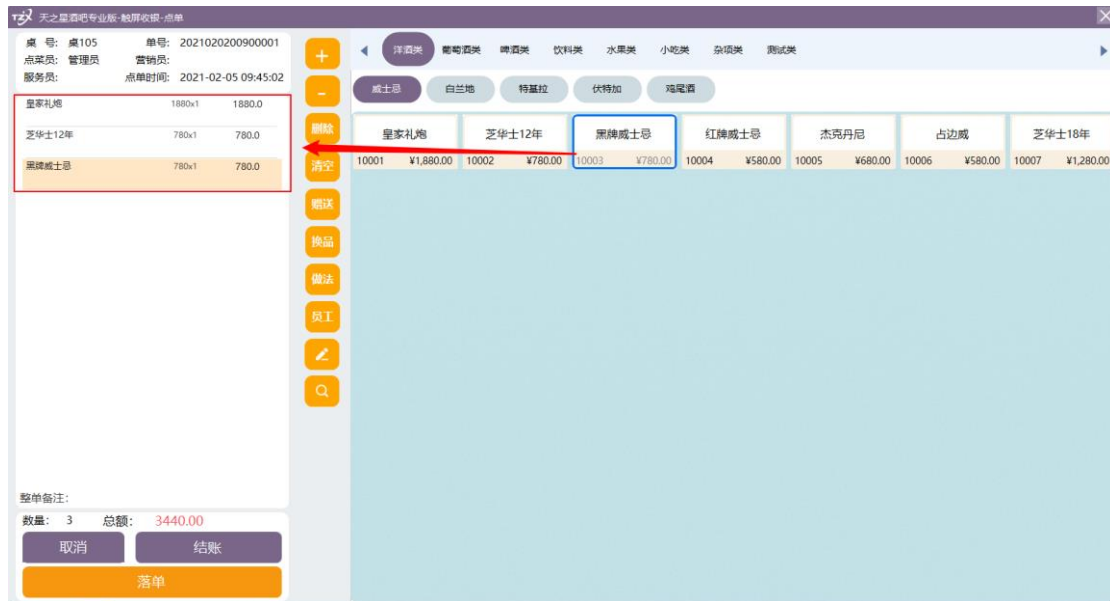 TZX 天之星酒吧专业版-触屏收银-点单
桌 号: 桌105 单号: 2021020200900001
点菜员: 管理员 营销员:
服务员: 点单时间: 2021-02-05 09:45:02
皇家礼炮 1880x1 1880.0
芝华士12年 780x1 780.0
黑牌威士忌 780x1 780.0
整单备注:
数量: 3 总额: 3440.00
取消 结账
落单
+
-
删除
清空
赠送
换品
做法
员工
洋酒类 葡萄酒类 啤酒类 饮料类 水果类 小吃类 杂项类 测试类
威士忌 白兰地 特基拉 伏特加 鸡尾酒
皇家礼炮 芝华士12年 黑牌威士忌 红牌威士忌 杰克丹尼 占边威 芝华士18年
10001 ¥1,880.00 10002 ¥780.00 10003 ¥780.00 10004 ¥580.00 10005 ¥680.00 10006 ¥580.00 10007 ¥1,280.00